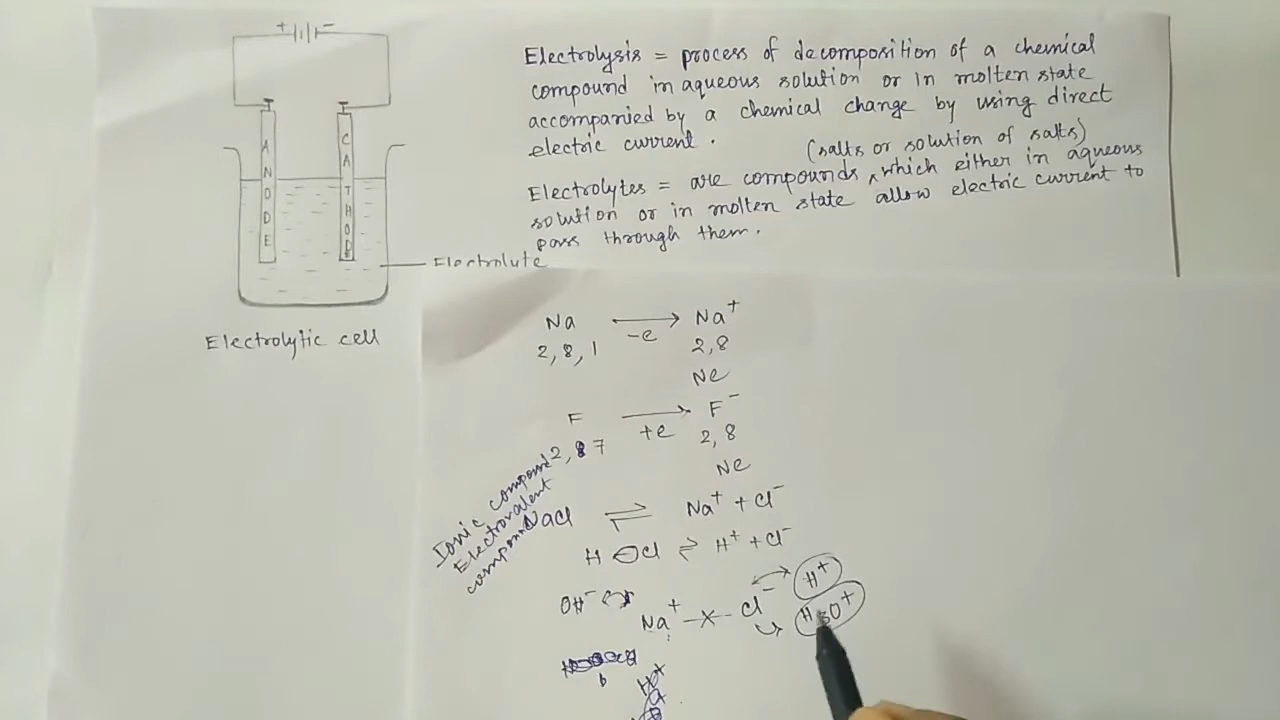 + −
ANODE
CATHODE
Electrolyte
Electrolytic cell
Electrolysis = process of decomposition of a chemical
compound in aqueous solution or in molten state
accompanied by a chemical change by using direct
electric current.
(salts or solution of salts)
Electrolytes = are compounds ^ which either in aqueous
solution or in molten state allow electric current to
pass through them.
Na ⟶ Na⁺
−e
2, 8, 1 2, 8
Ne
F ⟶ F⁻
+e
2, 7 2, 8
Ne
Ionic compound
Electrovalent
compound
NaCl ⇌ Na⁺ + Cl⁻
H Cl ⇌ H⁺ + Cl⁻
OH⁻ Na⁺ —×— Cl⁻ H⁺
H₃O⁺